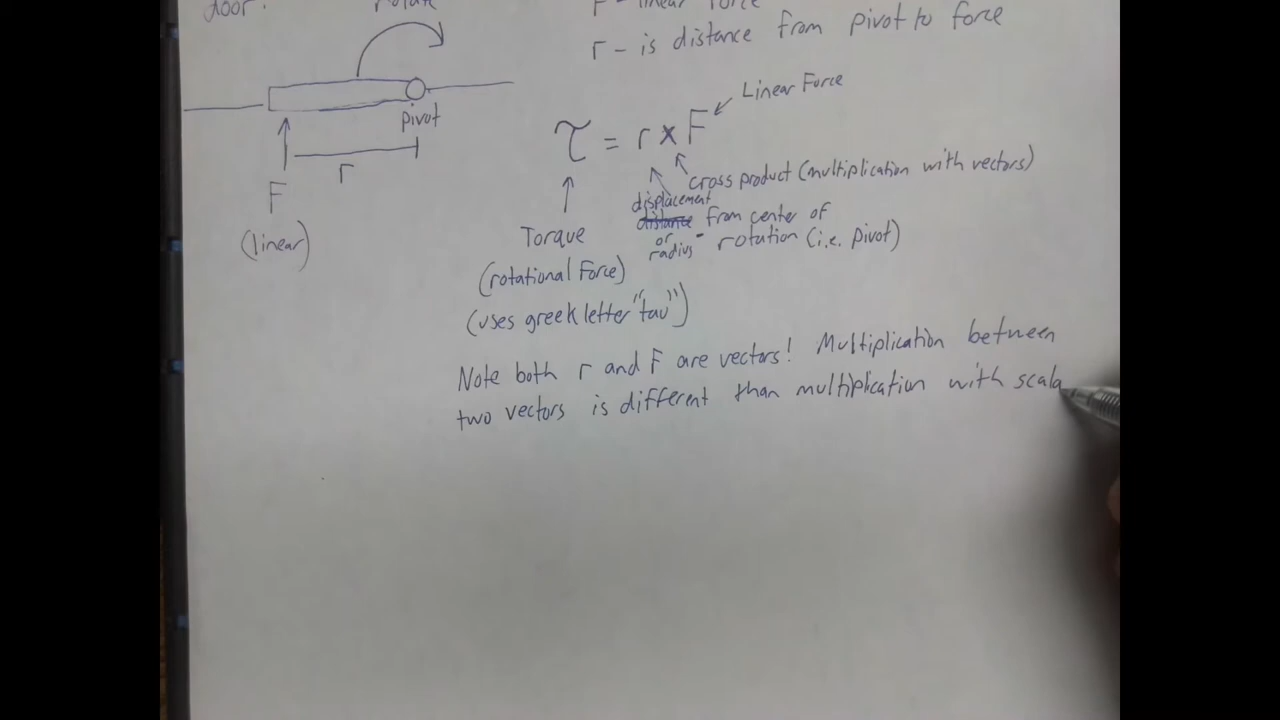 door.
rotate
F - linear force
r - is distance from pivot to force
pivot
r
F
(linear)
τ = r × F
Linear Force
cross product (multiplication with vectors)
displacement
distance from center of
or
radius rotation (i.e. pivot)
Torque
(rotational Force)
(uses greek letter "tau")
Note both r and F are vectors! Multiplication between
two vectors is different than multiplication with scala